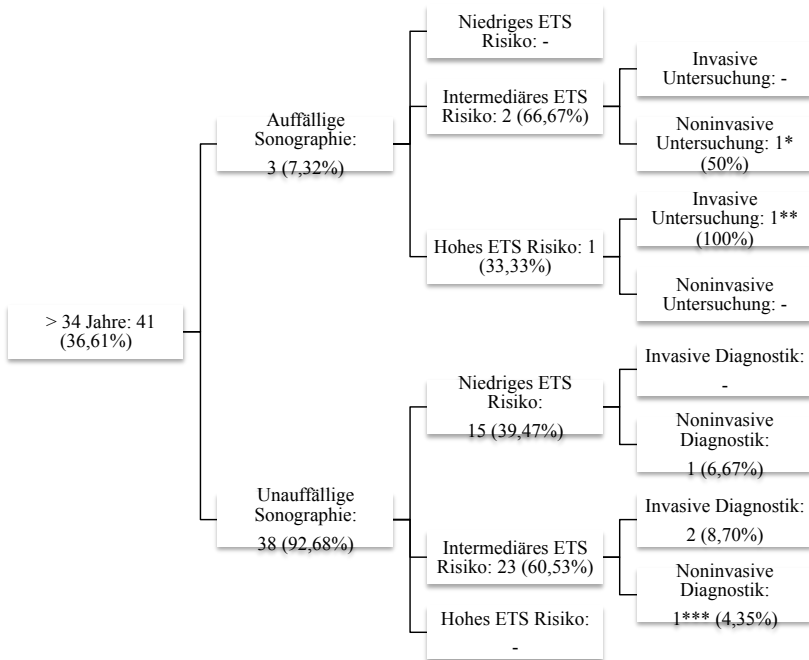 > 34 Jahre: 41
(36,61%)
Auffällige
Sonographie:
3 (7,32%)
Niedriges ETS
Risiko: -
Intermediäres ETS
Risiko: 2 (66,67%)
Invasive
Untersuchung: -
Noninvasive
Untersuchung: 1*
(50%)
Hohes ETS Risiko: 1
(33,33%)
Invasive
Untersuchung: 1**
(100%)
Noninvasive
Untersuchung: -
Unauffällige
Sonographie:
38 (92,68%)
Niedriges ETS
Risiko:
15 (39,47%)
Invasive Diagnostik:
-
Noninvasive
Diagnostik:
1 (6,67%)
Intermediäres ETS
Risiko: 23 (60,53%)
Invasive Diagnostik:
2 (8,70%)
Noninvasive
Diagnostik:
1*** (4,35%)
Hohes ETS Risiko:
-